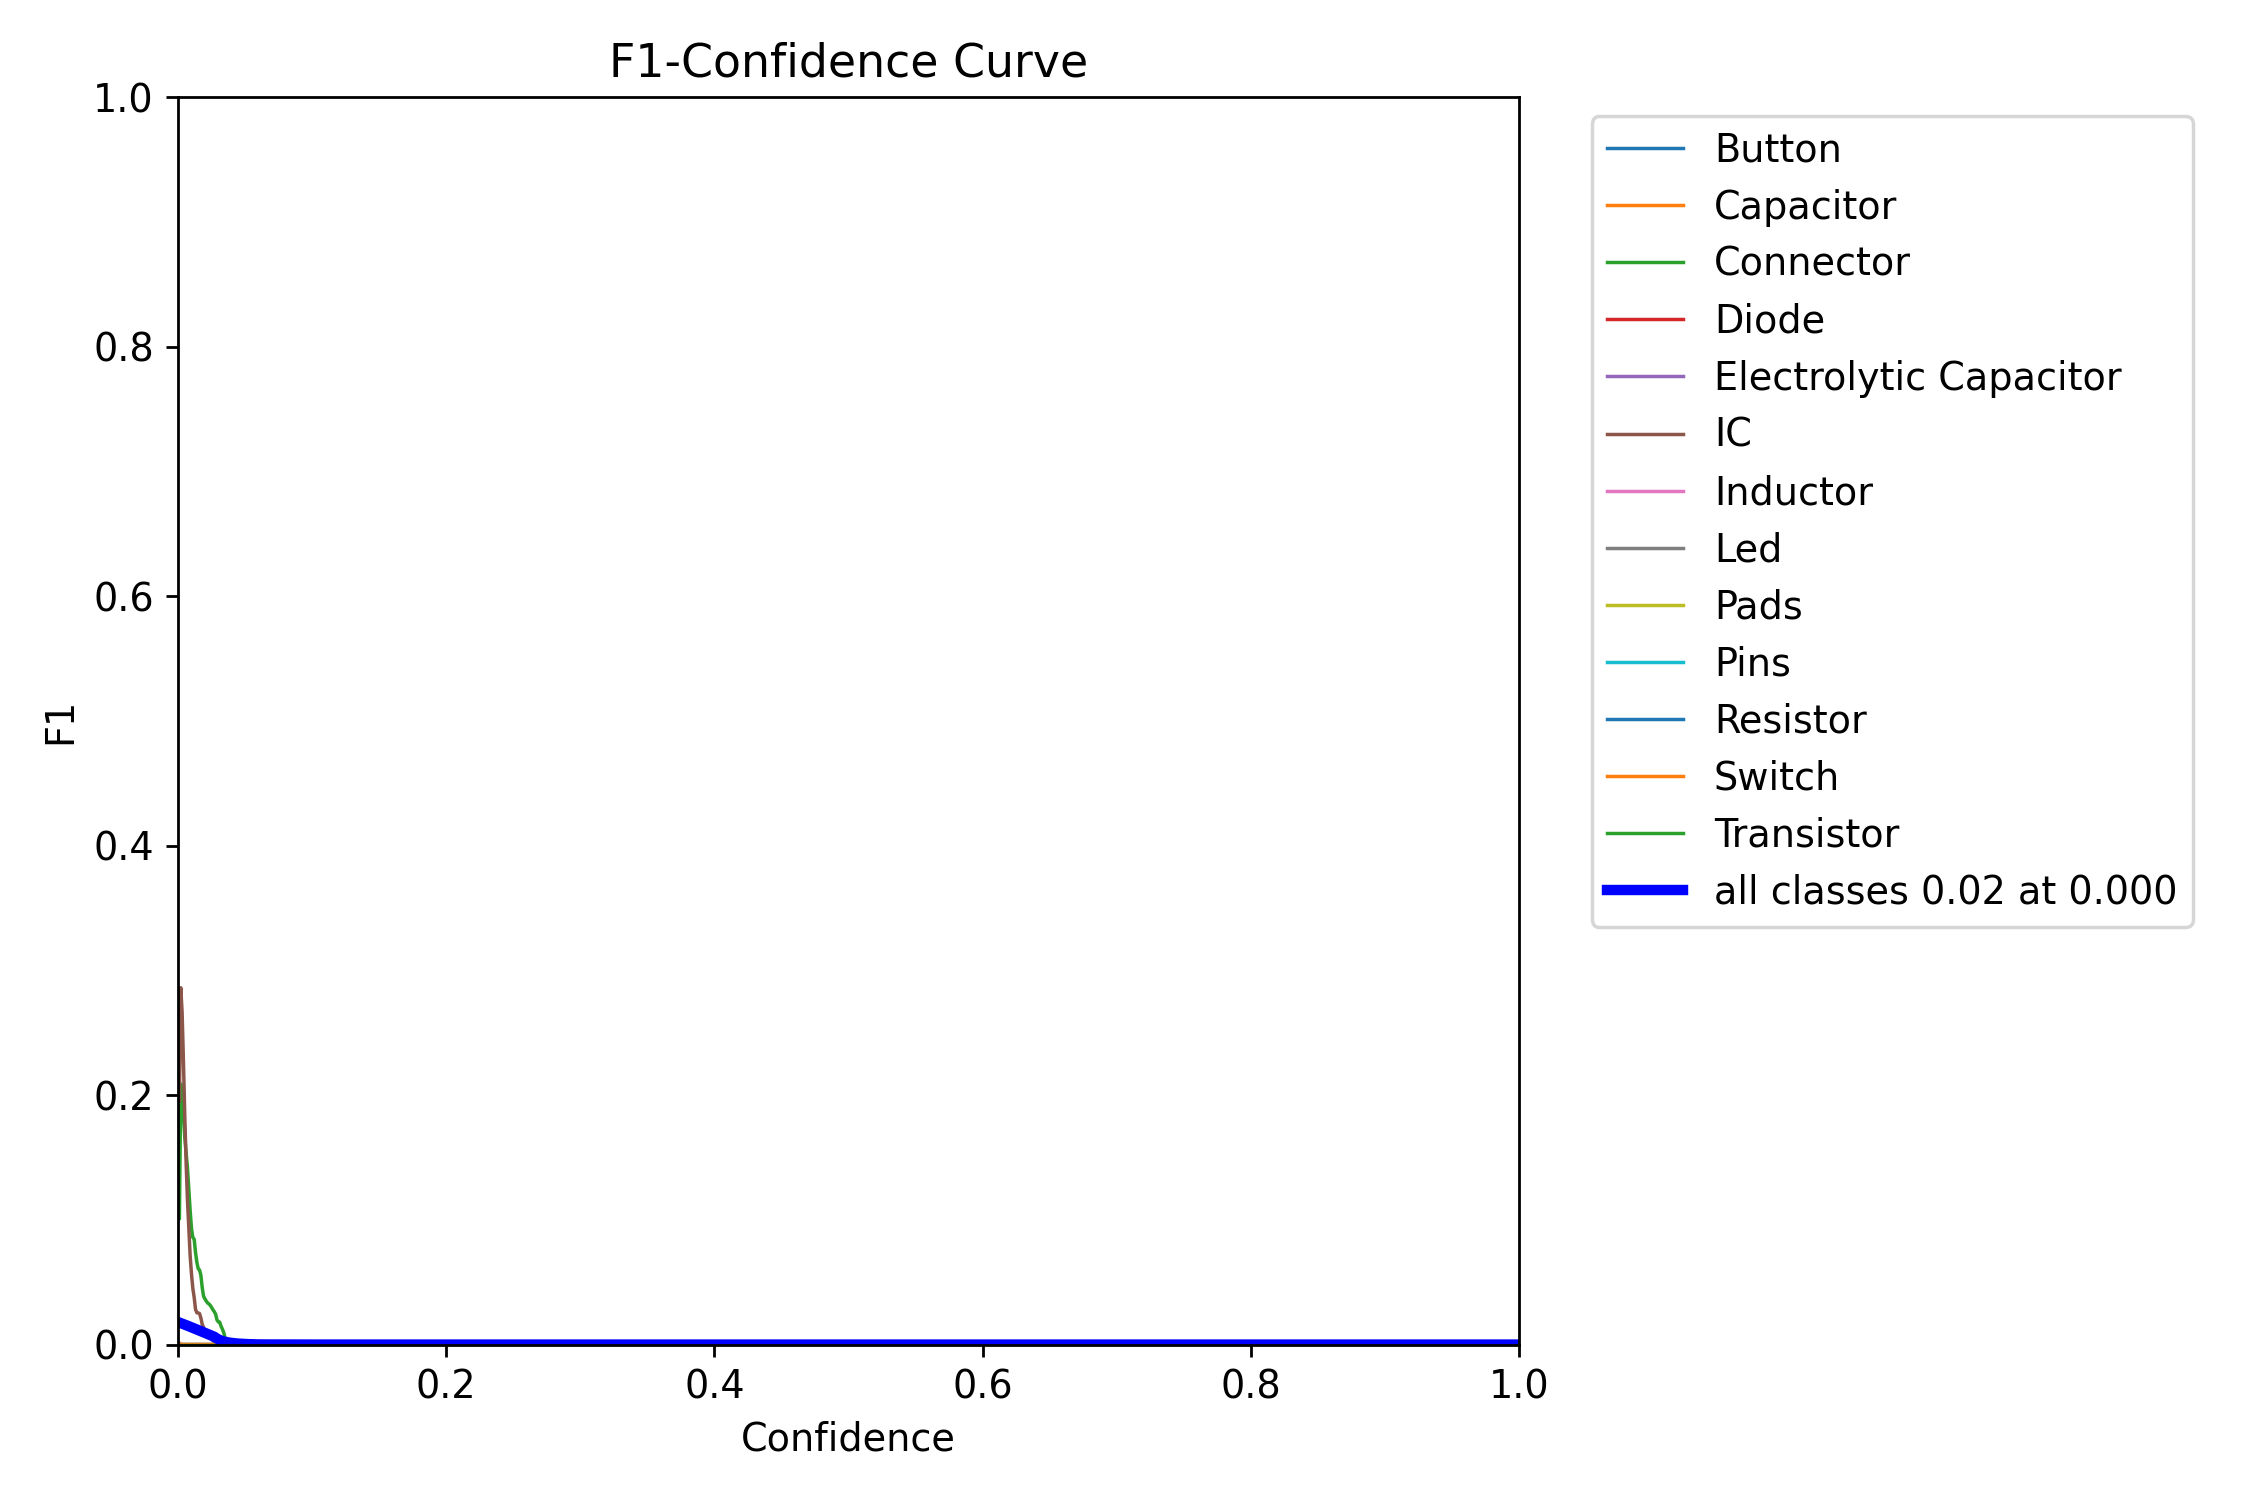 F1-Confidence Curve
1.0
0.8
0.6
0.4
0.2
0.0
F1
0.0 0.2 0.4 0.6 0.8 1.0
Confidence
Button
Capacitor
Connector
Diode
Electrolytic Capacitor
IC
Inductor
Led
Pads
Pins
Resistor
Switch
Transistor
all classes 0.02 at 0.000